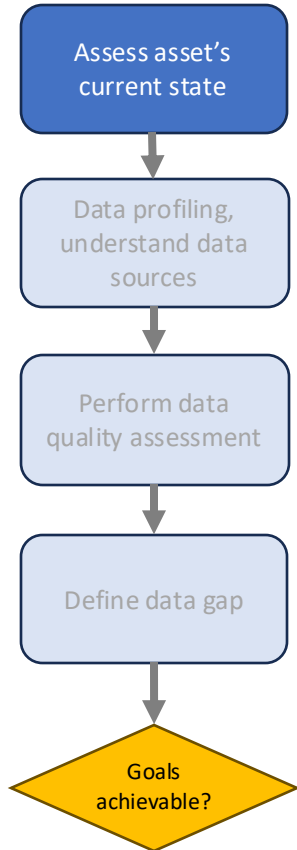 Assess asset's
current state
Data profiling,
understand data
sources
Perform data
quality assessment
Define data gap
Goals
achievable?